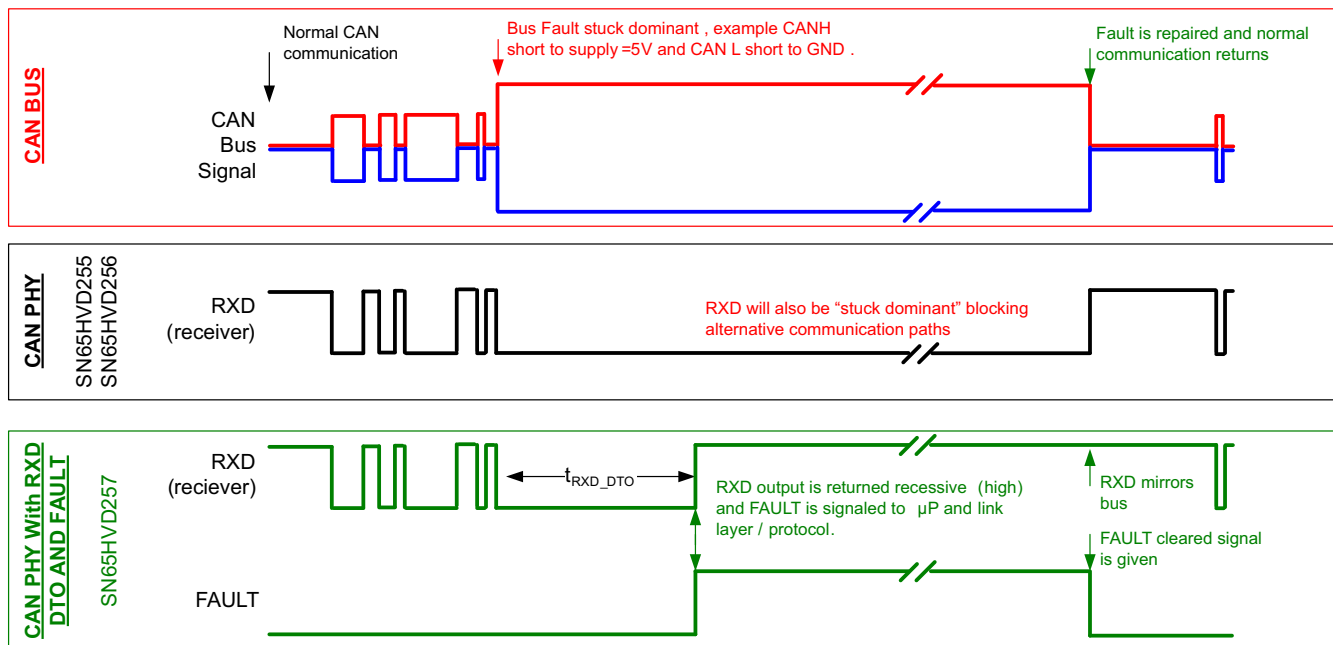 CAN BUS
Normal CAN
communication
Bus Fault stuck dominant , example CANH
short to supply =5V and CAN L short to GND .
Fault is repaired and normal
communication returns
CAN
Bus
Signal
CAN PHY
SN65HVD255
SN65HVD256
RXD
(receiver)
RXD will also be “stuck dominant” blocking
alternative communication paths
CAN PHY With RXD
DTO AND FAULT
SN65HVD257
RXD
(reciever)
tRXD_DTO
RXD output is returned recessive (high)
and FAULT is signaled to µP and link
layer / protocol.
RXD mirrors
bus
FAULT cleared signal
is given
FAULT